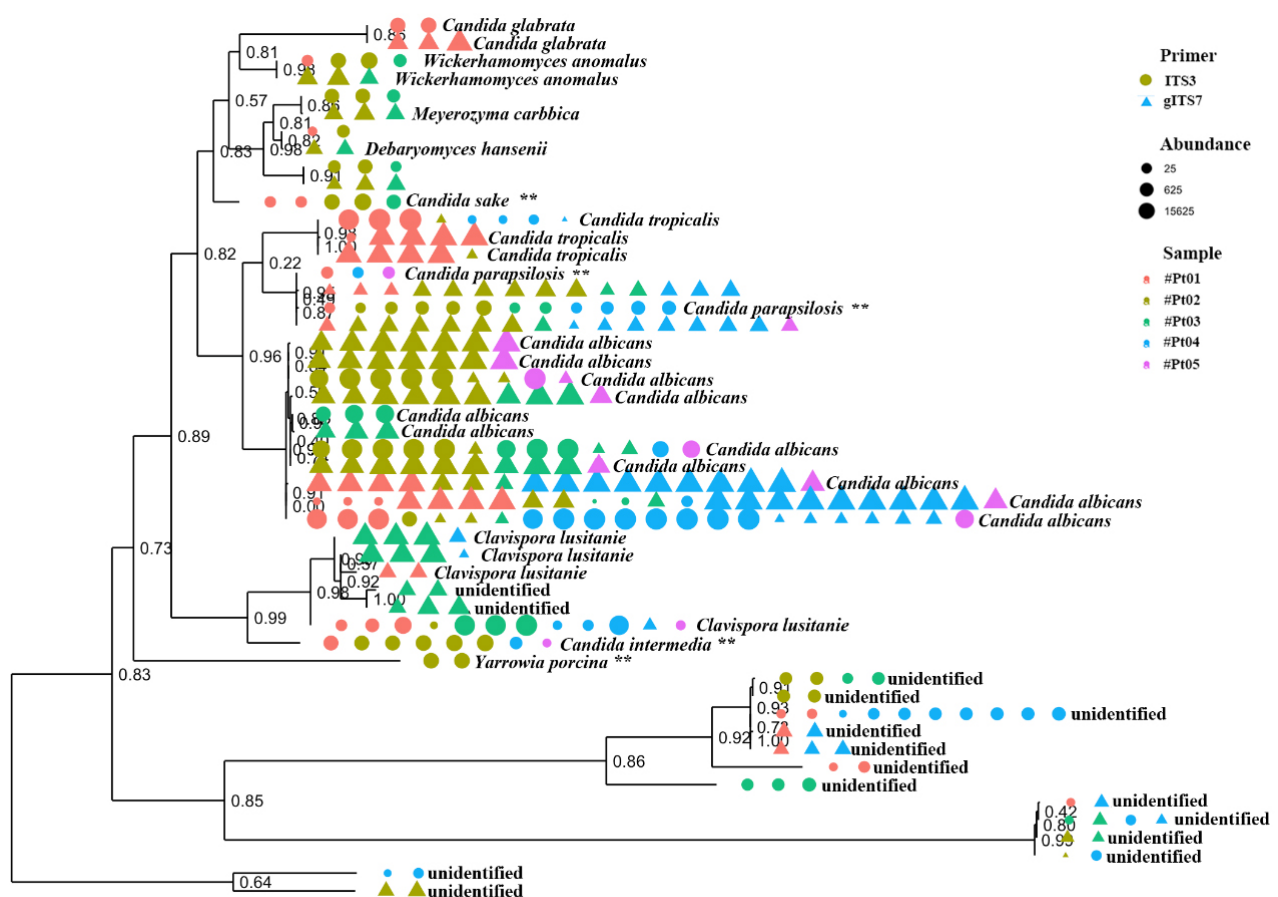 Candida glabrata
0.86
Candida glabrata
0.81
Wickerhamomyces anomalus
0.98
Wickerhamomyces anomalus
0.57
0.86
Meyerozyma carbbica
0.81
0.82
0.83
0.98
Debaryomyces hansenii
0.91
Candida sake **
Candida tropicalis
0.98
Candida tropicalis
1.00
0.82
Candida tropicalis
0.22
Candida parapsilosis **
Candida parapsilosis **
Candida albicans
0.96
Candida albicans
Candida albicans
Candida albicans
Candida albicans
Candida albicans
0.89
Candida albicans
Candida albicans
Candida albicans
0.91
0.00
Candida albicans
Candida albicans
Clavispora lusitanie
0.73
Clavispora lusitanie
Clavispora lusitanie
0.92
0.98
unidentified
1.00
unidentified
0.99
Clavispora lusitanie
Candida intermedia **
Yarrowia porcina **
0.83
unidentified
0.91
unidentified
0.93
unidentified
0.92
unidentified
1.00
unidentified
0.86
unidentified
unidentified
0.85
unidentified
0.42
unidentified
0.80
unidentified
unidentified
unidentified
0.64
unidentified
Primer
ITS3
gITS7
Abundance
25
625
15625
Sample
#Pt01
#Pt02
#Pt03
#Pt04
#Pt05